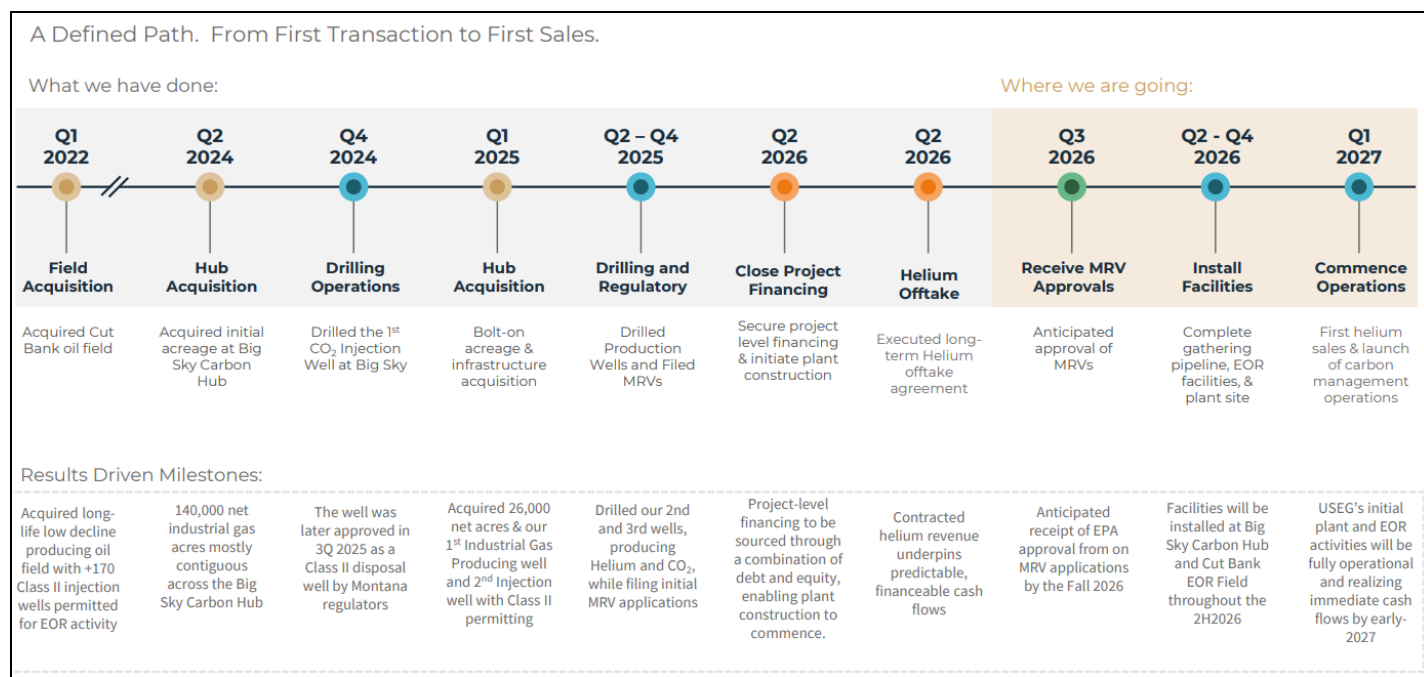 A Defined Path. From First Transaction to First Sales.
What we have done:
Where we are going:
Q1
2022
Q2
2024
Q4
2024
Q1
2025
Q2 – Q4
2025
Q2
2026
Q2
2026
Q3
2026
Q2 - Q4
2026
Q1
2027
Field
Acquisition
Hub
Acquisition
Drilling
Operations
Hub
Acquisition
Drilling and
Regulatory
Close Project
Financing
Helium
Offtake
Receive MRV
Approvals
Install
Facilities
Commence
Operations
Acquired Cut
Bank oil field
Acquired initial
acreage at Big
Sky Carbon
Hub
Drilled the 1st
CO₂ Injection
Well at Big Sky
Bolt-on
acreage &
infrastructure
acquisition
Drilled
Production
Wells and Filed
MRVs
Secure project
level financing
& initiate plant
construction
Executed long-
term Helium
offtake
agreement
Anticipated
approval of
MRVs
Complete
gathering
pipeline, EOR
facilities, &
plant site
First helium
sales & launch
of carbon
management
operations
Results Driven Milestones:
Acquired long-
life low decline
producing oil
field with +170
Class II injection
wells permitted
for EOR activity
140,000 net
industrial gas
acres mostly
contiguous
across the Big
Sky Carbon Hub
The well was
later approved in
3Q 2025 as a
Class II disposal
well by Montana
regulators
Acquired 26,000
net acres & our
1st Industrial Gas
Producing well
and 2nd Injection
well with Class II
permitting
Drilled our 2nd
and 3rd wells,
producing
Helium and CO₂,
while filing initial
MRV applications
Project-level
financing to be
sourced through
a combination of
debt and equity,
enabling plant
construction to
commence.
Contracted
helium revenue
underpins
predictable,
financeable cash
flows
Anticipated
receipt of EPA
approval from on
MRV applications
by the Fall 2026
Facilities will be
installed at Big
Sky Carbon Hub
and Cut Bank
EOR Field
throughout the
2H2026
USEG's initial
plant and EOR
activities will be
fully operational
and realizing
immediate cash
flows by early-
2027